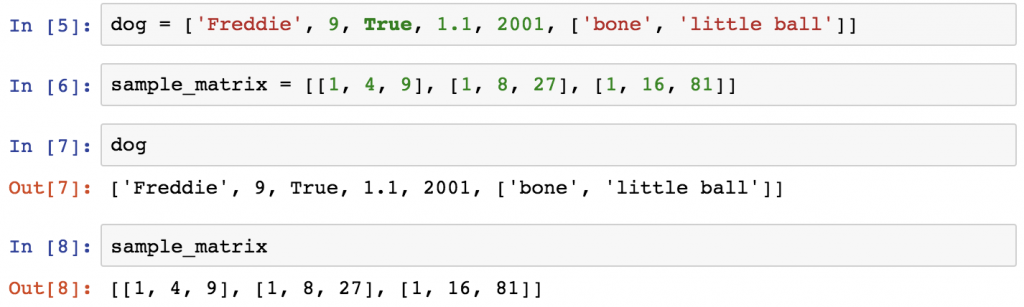 In [5]: dog = ['Freddie', 9, True, 1.1, 2001, ['bone', 'little ball']]
In [6]: sample_matrix = [[1, 4, 9], [1, 8, 27], [1, 16, 81]]
In [7]: dog
Out[7]: ['Freddie', 9, True, 1.1, 2001, ['bone', 'little ball']]
In [8]: sample_matrix
Out[8]: [[1, 4, 9], [1, 8, 27], [1, 16, 81]]